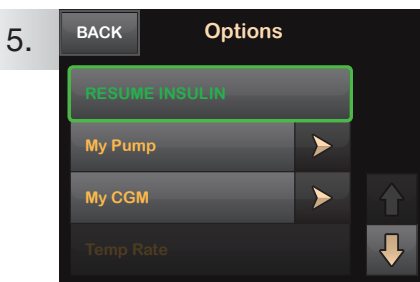 5.
BACK
Options
RESUME INSULIN
My Pump
My CGM
Temp Rate